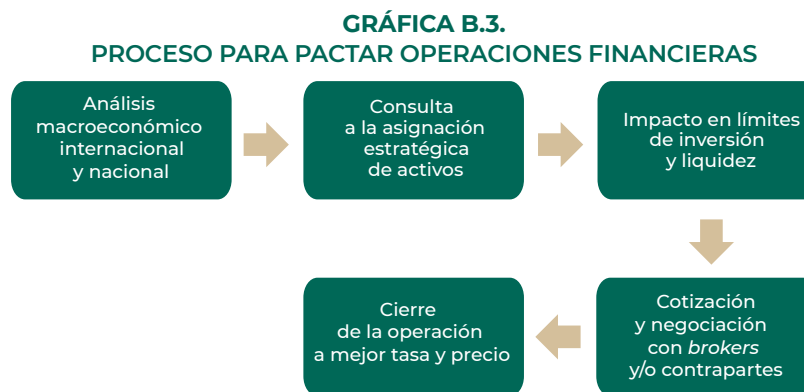 GRÁFICA B.3.
PROCESO PARA PACTAR OPERACIONES FINANCIERAS
Análisis
macroeconómico
internacional
y nacional
Consulta
a la asignación
estratégica
de activos
Impacto en límites
de inversión
y liquidez
Cotización
y negociación
con brokers
y/o contrapartes
Cierre
de la operación
a mejor tasa y precio